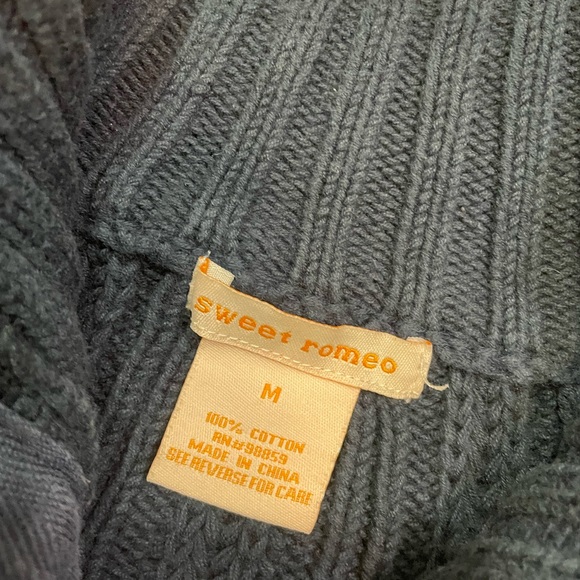 sweet romeo
M
100% COTTON
RN#98859
MADE IN CHINA
SEE REVERSE FOR CARE